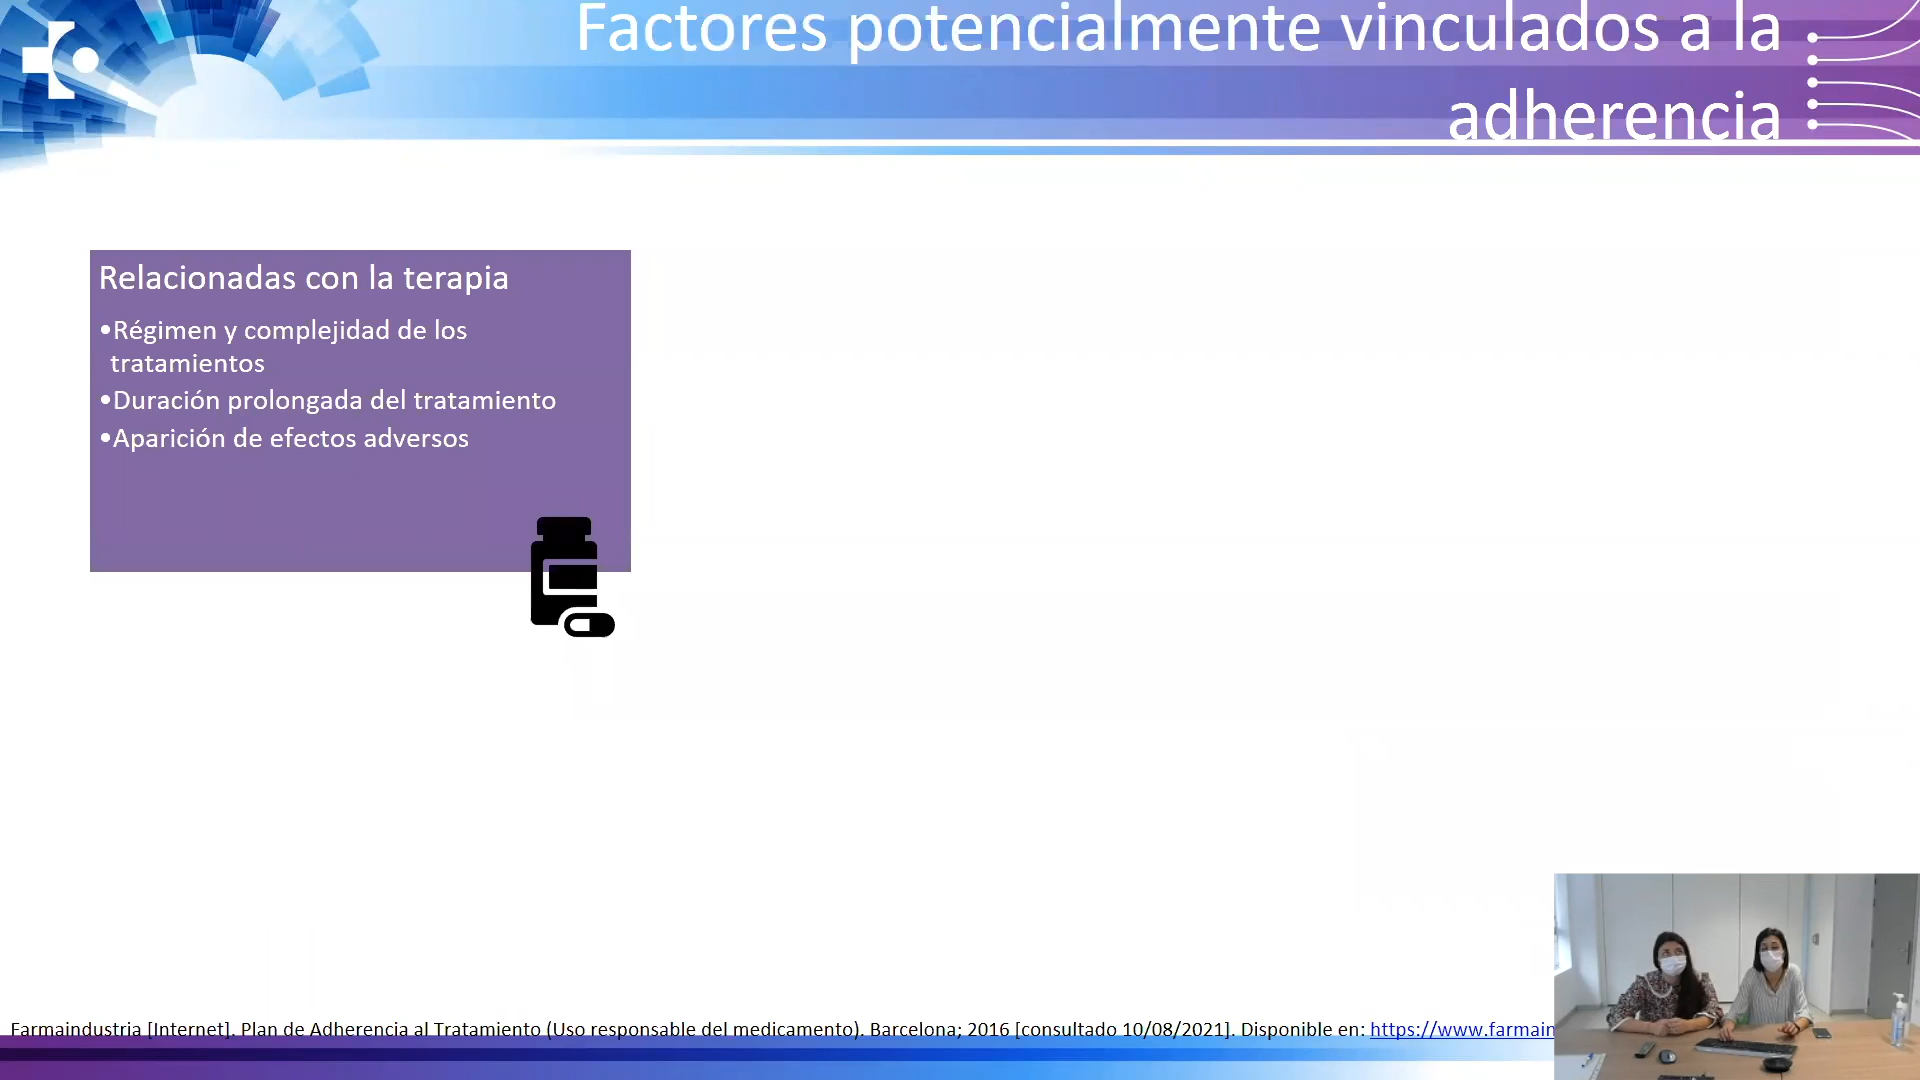 Factores potencialmente vinculados a la
adherencia
Relacionadas con la terapia
•Régimen y complejidad de los
tratamientos
•Duración prolongada del tratamiento
•Aparición de efectos adversos
Farmaindustria [Internet]. Plan de Adherencia al Tratamiento (Uso responsable del medicamento). Barcelona; 2016 [consultado 10/08/2021]. Disponible en: https://www.farmain